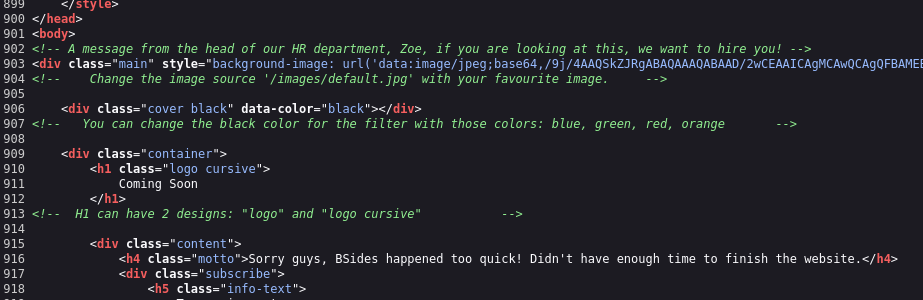 899     </style>
900 </head>
901 <body>
902 <!-- A message from the head of our HR department, Zoe, if you are looking at this, we want to hire you! -->
903 <div class="main" style="background-image: url('data:image/jpeg;base64,/9j/4AAQSkZJRgABAQAAAQABAAD/2wCEAAICAgMCAwQCAgQFBAMEB
904 <!--    Change the image source '/images/default.jpg' with your favourite image.     -->
905
906     <div class="cover black" data-color="black"></div>
907 <!--   You can change the black color for the filter with those colors: blue, green, red, orange       -->
908
909     <div class="container">
910         <h1 class="logo cursive">
911             Coming Soon
912         </h1>
913 <!--  H1 can have 2 designs: "logo" and "logo cursive"           -->
914
915         <div class="content">
916             <h4 class="motto">Sorry guys, BSides happened too quick! Didn't have enough time to finish the website.</h4>
917             <div class="subscribe">
918                 <h5 class="info-text">